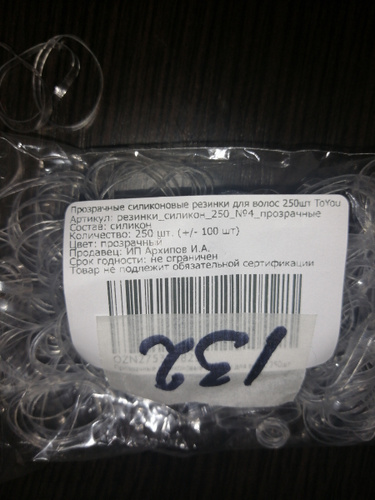 Прозрачные силиконовые резинки для волос 250шт ToYou
Артикул: резинки_силикон_250_№4_прозрачные
Состав: силикон
Количество: 250 шт. (+/- 100 шт)
Цвет: прозрачный
Продавец: ИП Архипов И.А.
Срок годности: не ограничен
Товар не подлежит обязательной сертификации
132